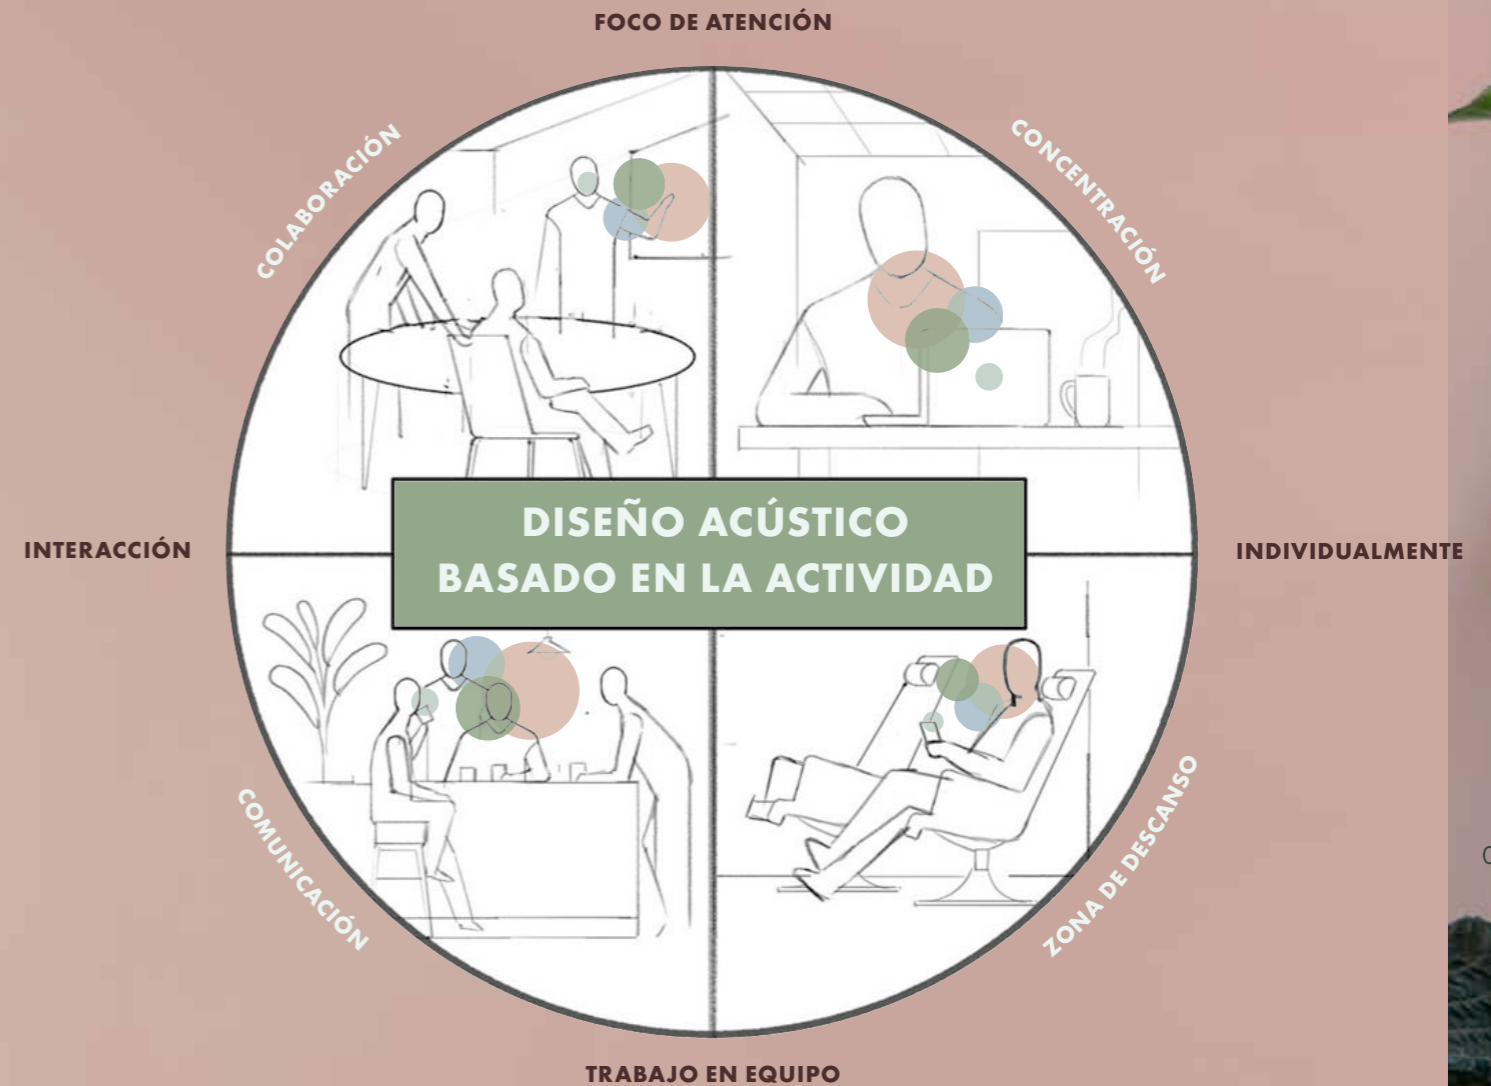 FOCO DE ATENCIÓN
COLABORACIÓN
CONCENTRACIÓN
DISEÑO ACÚSTICO
BASADO EN LA ACTIVIDAD
INTERACCIÓN
INDIVIDUALMENTE
COMUNICACIÓN
ZONA DE DESCANSO
TRABAJO EN EQUIPO